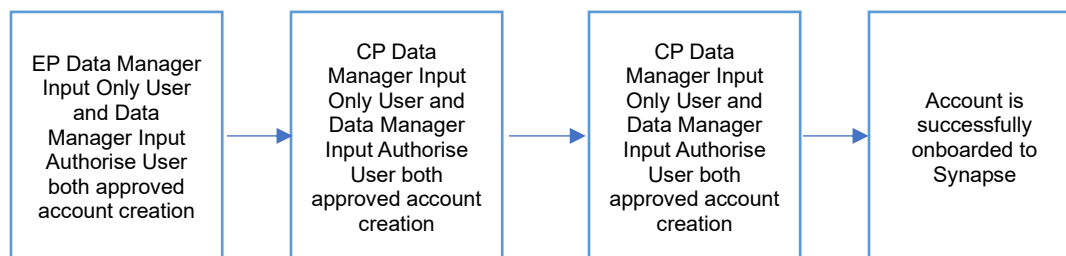 EP Data Manager
Input Only User
and Data
Manager Input
Authorise User
both approved
account creation
CP Data
Manager Input
Only User and
Data Manager
Input Authorise
User both
approved account
creation
CP Data
Manager Input
Only User and
Data Manager
Input Authorise
User both
approved account
creation
Account is
successfully
onboarded to
Synapse